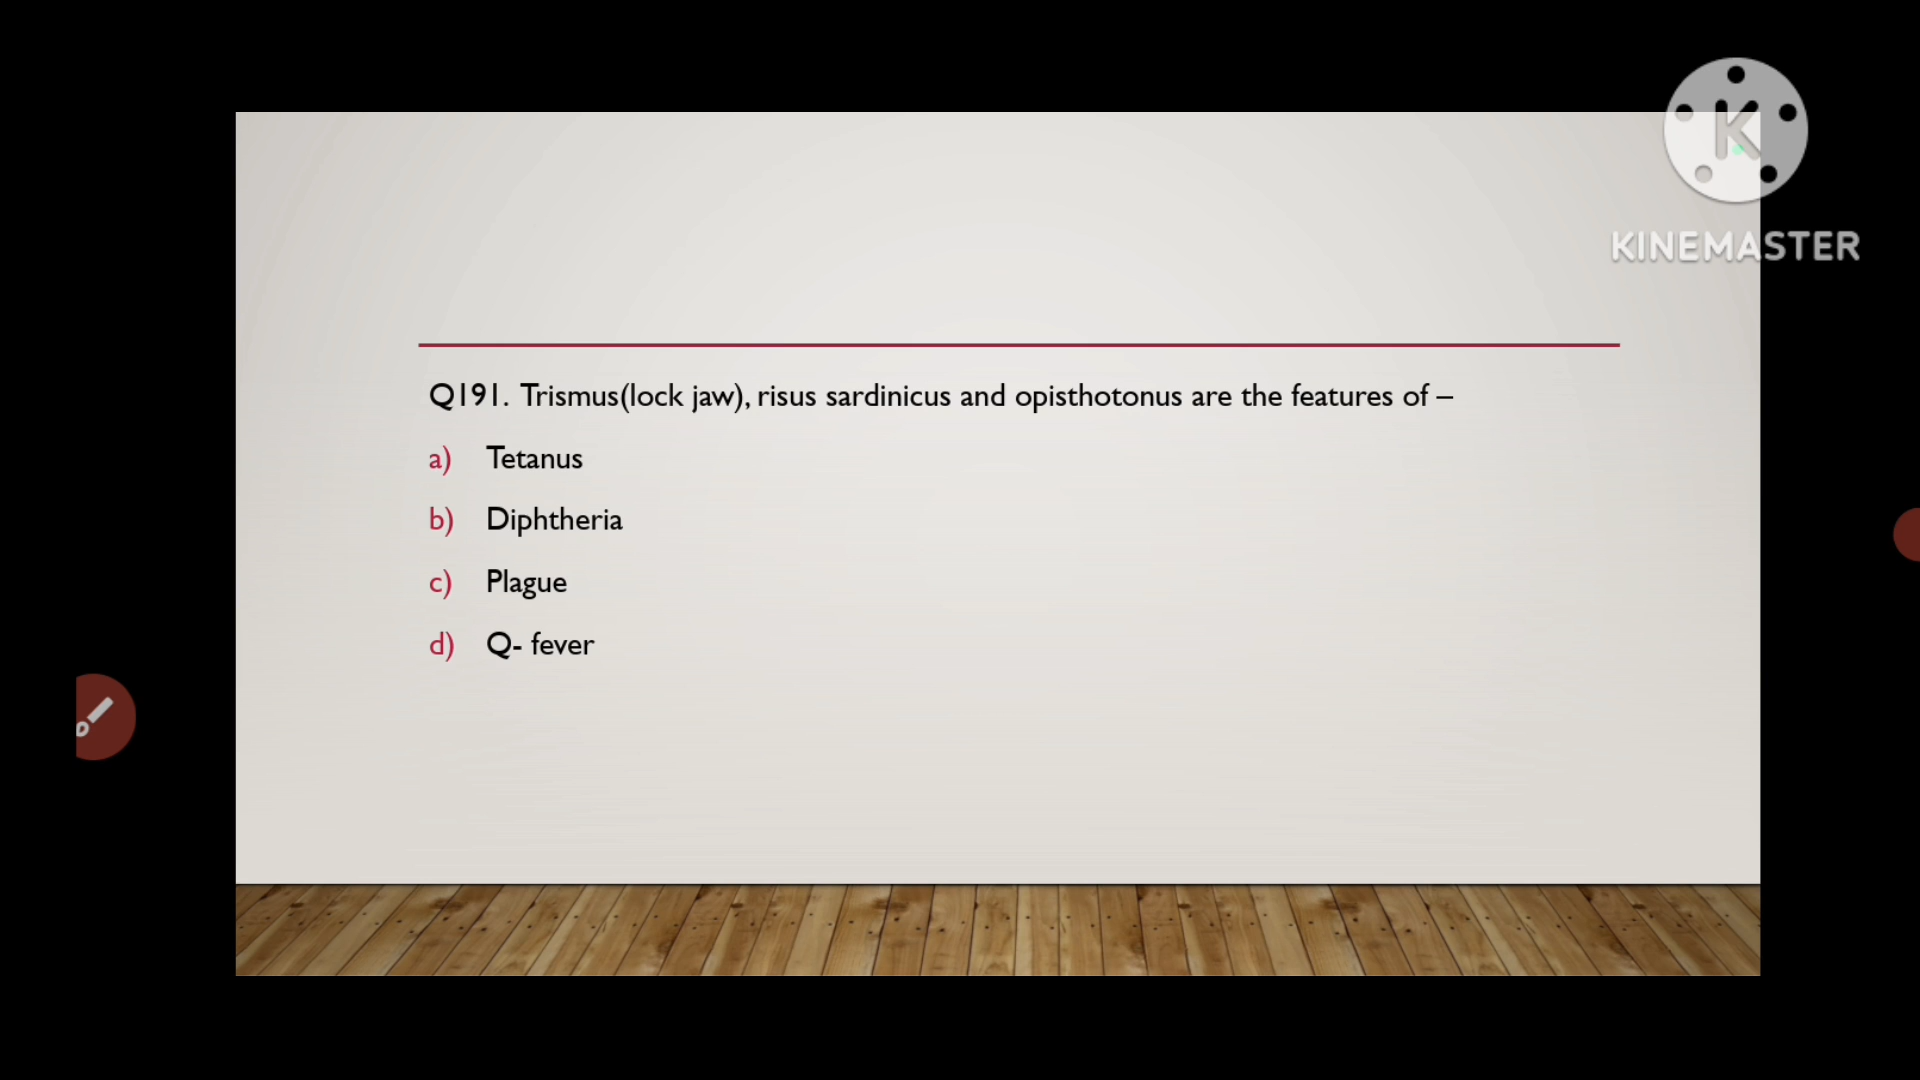 K
KINEMASTER
Q191. Trismus(lock jaw), risus sardinicus and opisthotonus are the features of –
a) Tetanus
b) Diphtheria
c) Plague
d) Q- fever